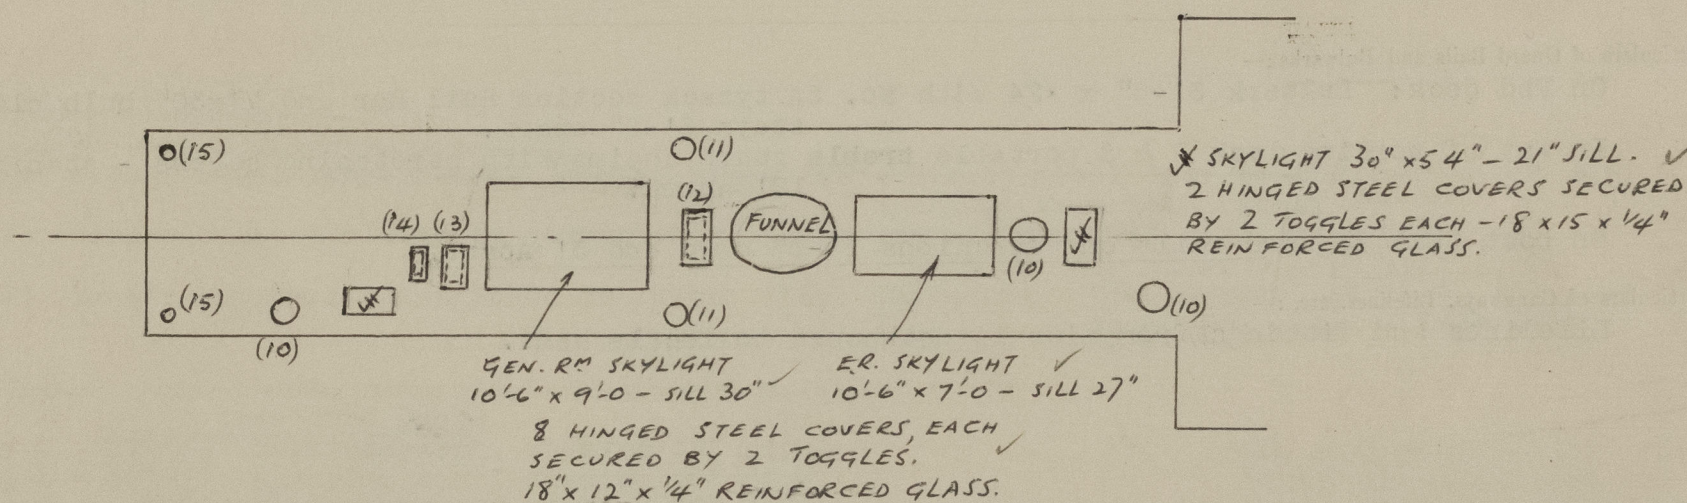 (15)
(11)
(12)
(14) (13)
FUNNEL
(10)
(15)
(10)
(11)
(10)
✳ SKYLIGHT 30" x 54" - 21" SILL. ✓
2 HINGED STEEL COVERS SECURED
BY 2 TOGGLES EACH - 18 x 15 x 1/4"
REINFORCED GLASS.
GEN. RM SKYLIGHT
10'-6" x 9'-0 - SILL 30" ✓
E.R. SKYLIGHT ✓
10'-6" x 7'-0 - SILL 27"
8 HINGED STEEL COVERS, EACH ✓
SECURED BY 2 TOGGLES.
18" x 12" x 1/4" REINFORCED GLASS.